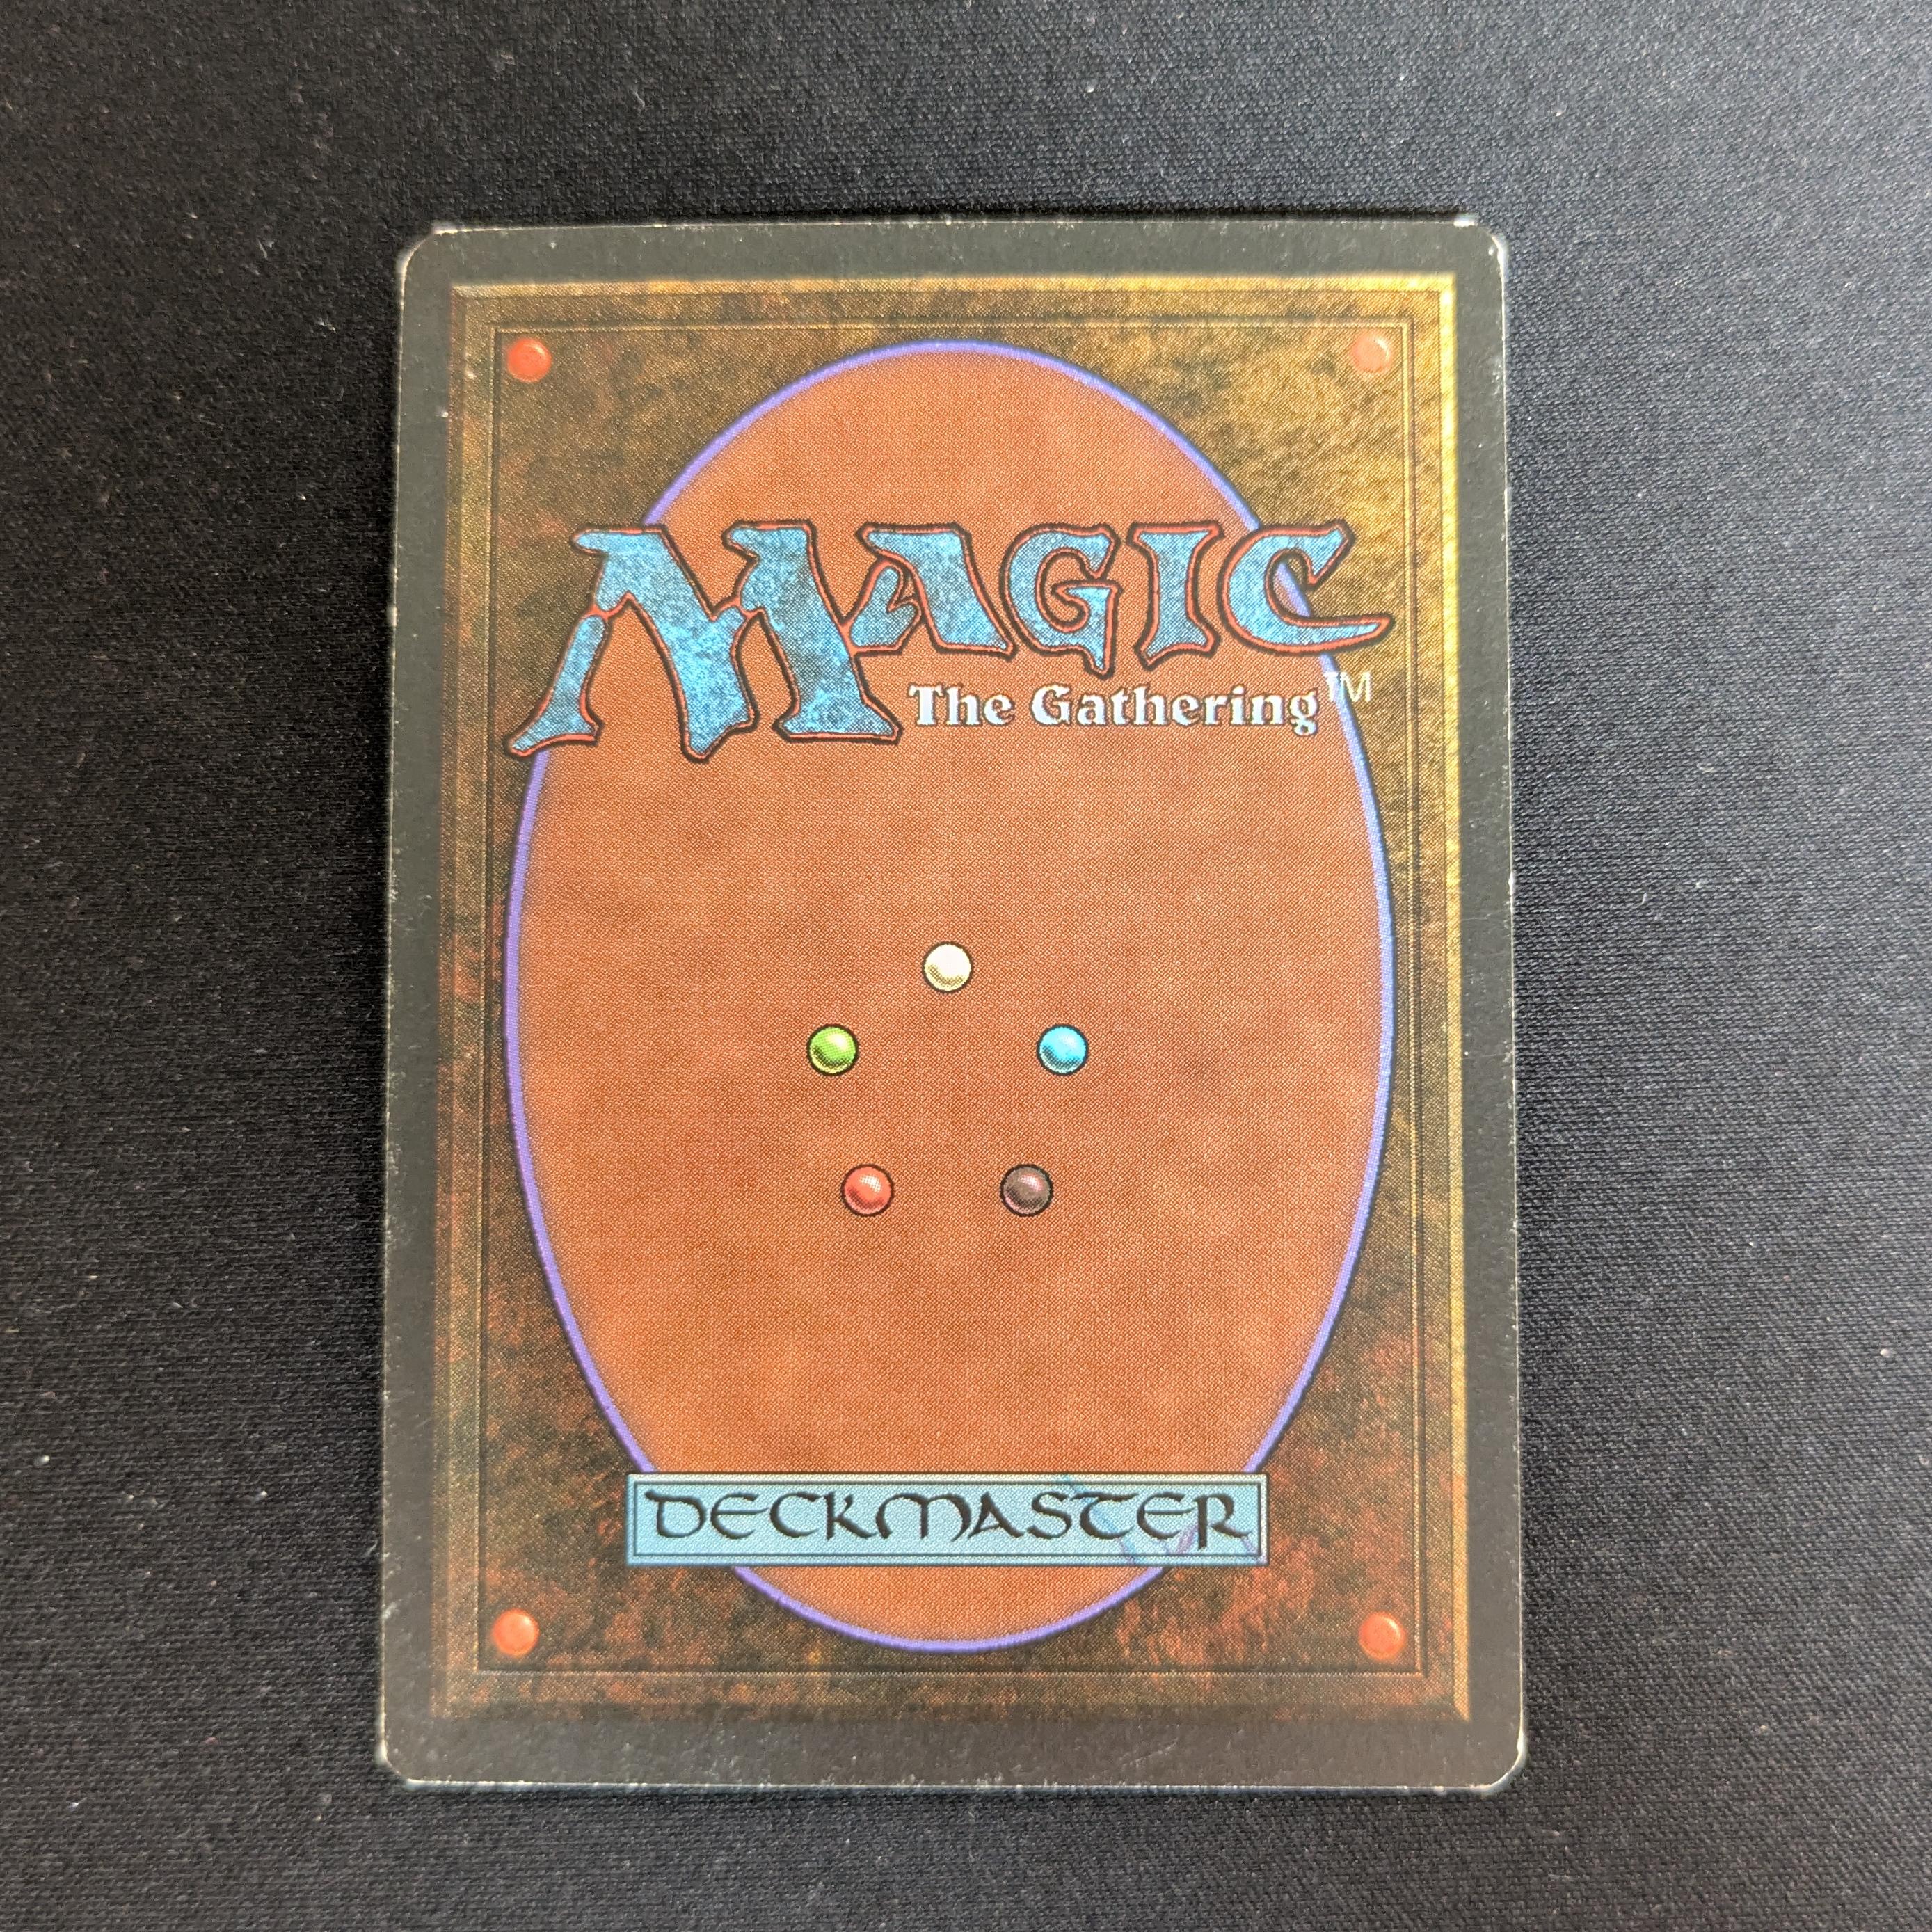 MAGIC
The Gathering™
DECKMASTER